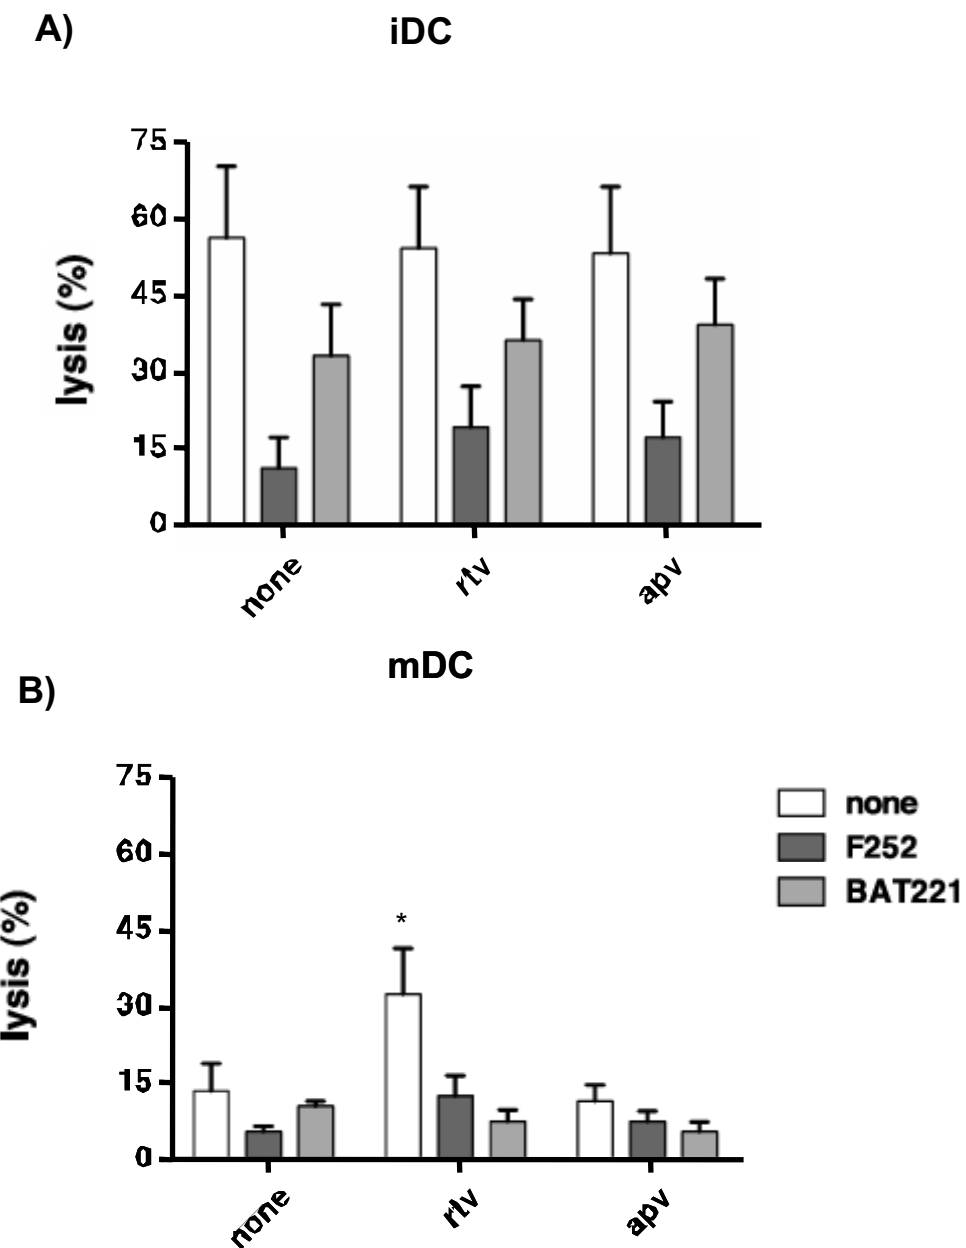 A)
iDC
75
60
45
30
15
0
lysis (%)
none
rtv
apv
mDC
B)
75
60
45
30
15
0
lysis (%)
*
none
F252
BAT221
none
rtv
apv